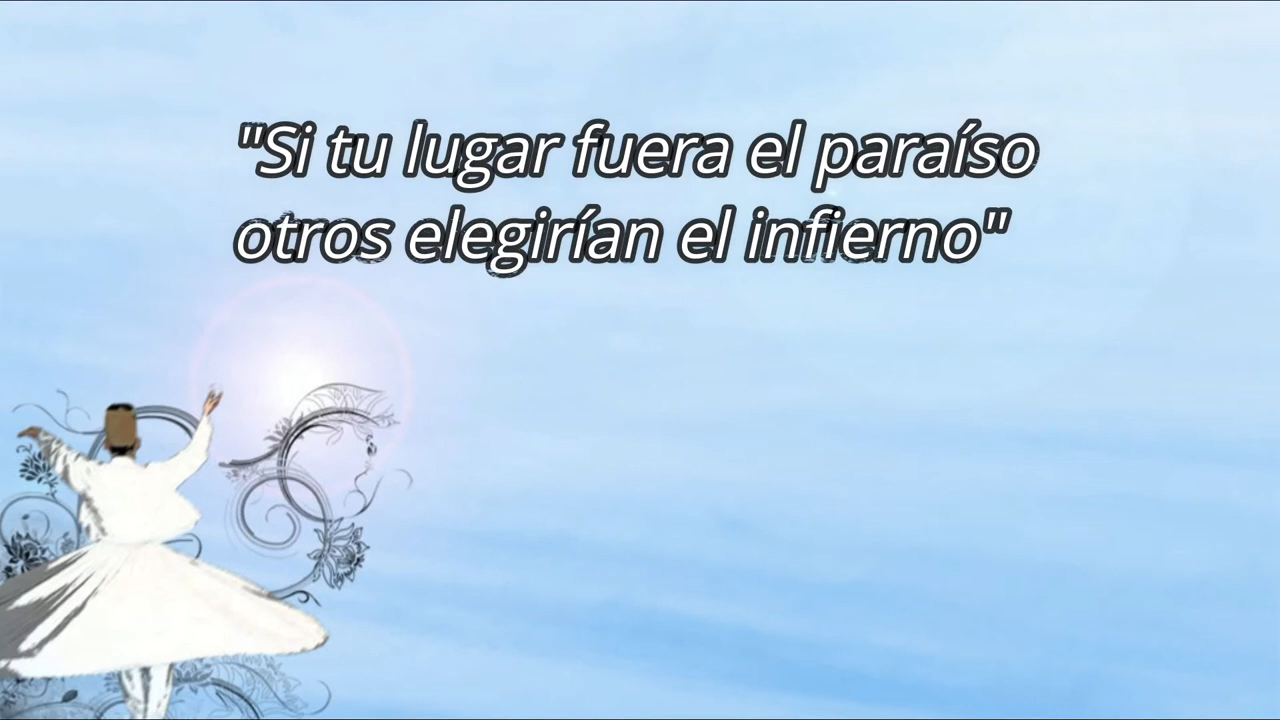 "Si tu lugar fuera el paraíso
otros elegirían el infierno"